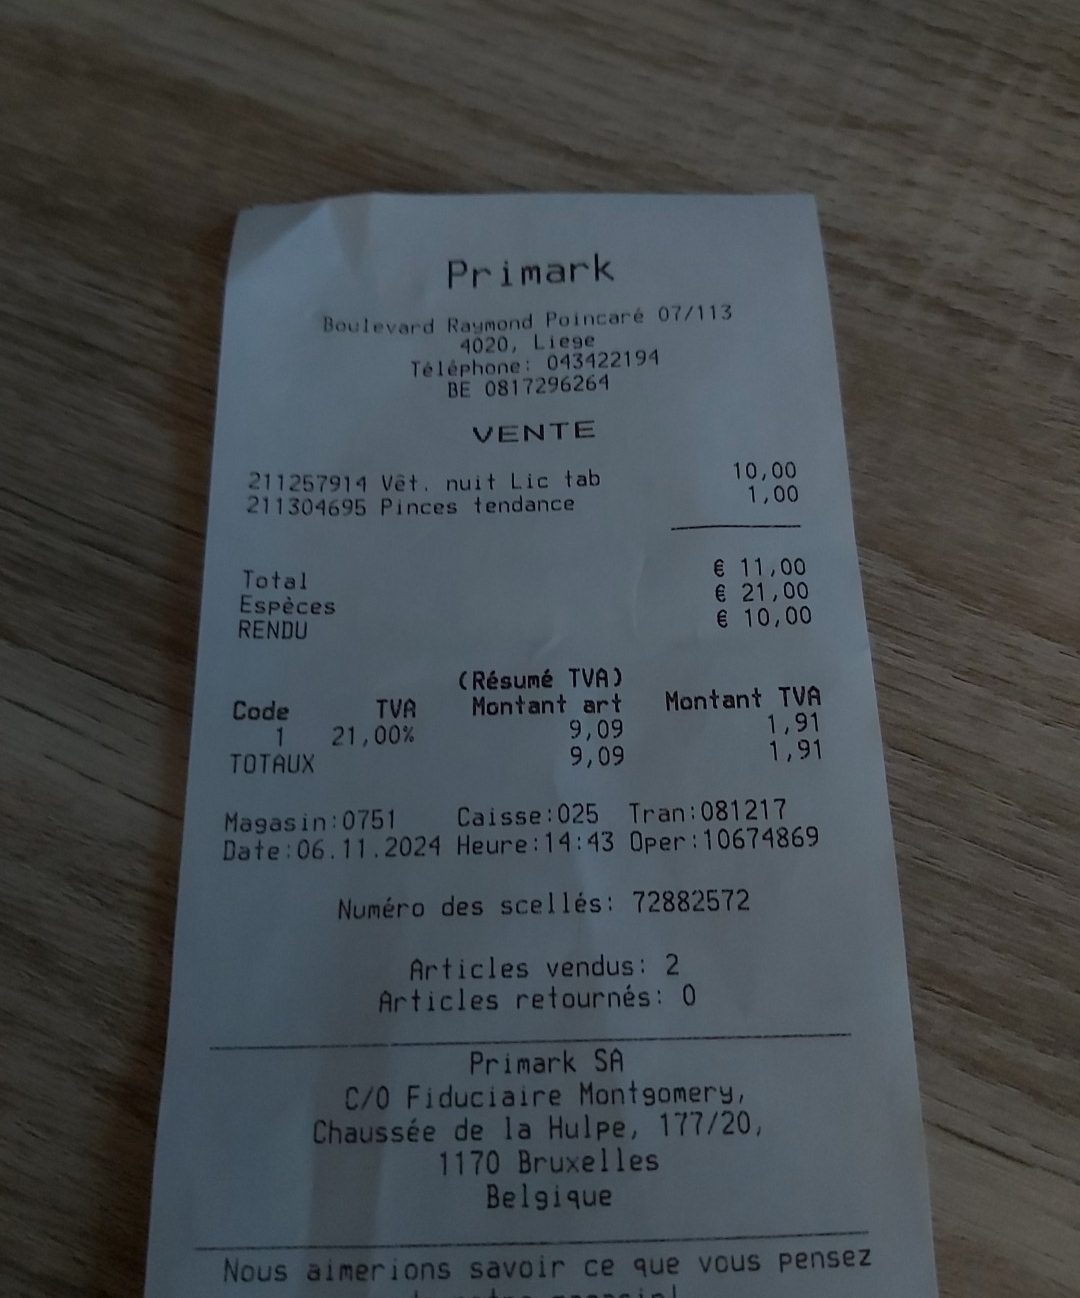 Primark
Boulevard Raymond Poincaré 07/113
4020, Liege
Téléphone: 043422194
BE 0817296264
VENTE
211257914 Vêt. nuit Lic tab 10,00
211304695 Pinces tendance 1,00
Total € 11,00
Espèces € 21,00
RENDU € 10,00
(Résumé TVA)
Code TVA Montant art Montant TVA
1 21,00% 9,09 1,91
TOTAUX 9,09 1,91
Magasin:0751 Caisse:025 Tran:081217
Date:06.11.2024 Heure:14:43 Oper:10674869
Numéro des scellés: 72882572
Articles vendus: 2
Articles retournés: 0
Primark SA
C/O Fiduciaire Montgomery,
Chaussée de la Hulpe, 177/20,
1170 Bruxelles
Belgique
Nous aimerions savoir ce que vous pensez